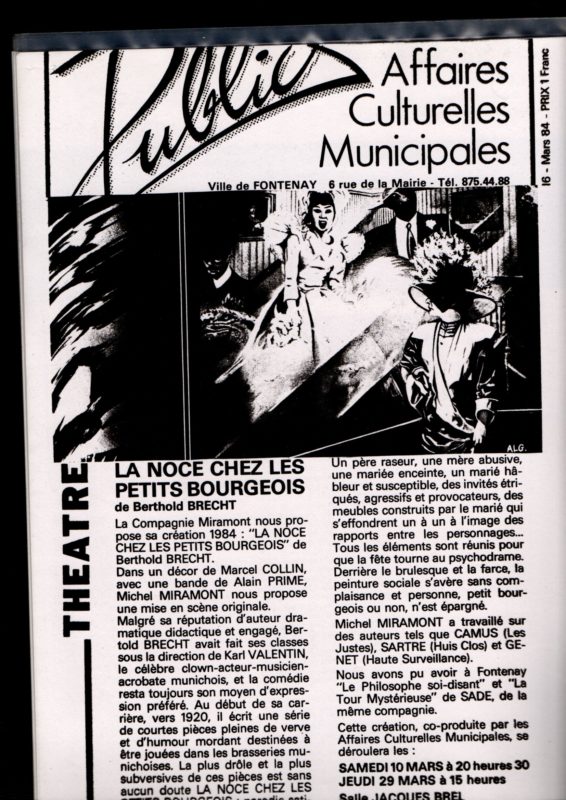 Public
Affaires
Culturelles
Municipales
Ville de FONTENAY 6 rue de la Mairie - Tél. 875.44.88
16 - Mars 84 - PRIX 1 Franc
ALG.
THEATRE
LA NOCE CHEZ LES
PETITS BOURGEOIS
de Berthold BRECHT
La Compagnie Miramont nous pro-
pose sa création 1984 : "LA NOCE
CHEZ LES PETITS BOURGEOIS" de
Berthold BRECHT.
Dans un décor de Marcel COLLIN,
avec une bande de Alain PRIME,
Michel MIRAMONT nous propose
une mise en scène originale.
Malgré sa réputation d'auteur dra-
matique didactique et engagé, Ber-
told BRECHT avait fait ses classes
sous la direction de Karl VALENTIN,
le célèbre clown-acteur-musicien-
acrobate munichois, et la comédie
resta toujours son moyen d'expres-
sion préféré. Au début de sa car-
rière, vers 1920, il écrit une série
de courtes pièces pleines de verve
et d'humour mordant destinées à
être jouées dans les brasseries mu-
nichoises. La plus drôle et la plus
subversives de ces pièces est sans
aucun doute LA NOCE CHEZ LES
PETITS BOURGEOIS : parodie sati-
Un père raseur, une mère abusive,
une mariée enceinte, un marié hâ-
bleur et susceptible, des invités étri-
qués, agressifs et provocateurs, des
meubles construits par le marié qui
s'effondrent un à un à l'image des
rapports entre les personnages...
Tous les éléments sont réunis pour
que la fête tourne au psychodrame.
Derrière le brulesque et la farce, la
peinture sociale s'avère sans com-
plaisance et personne, petit bour-
geois ou non, n'est épargné.
Michel MIRAMONT a travaillé sur
des auteurs tels que CAMUS (Les
Justes), SARTRE (Huis Clos) et GE-
NET (Haute Surveillance).
Nous avons pu avoir à Fontenay
"Le Philosophe soi-disant" et "La
Tour Mystérieuse" de SADE, de la
même compagnie.
Cette création, co-produite par les
Affaires Culturelles Municipales, se
déroulera les :
SAMEDI 10 MARS à 20 heures 30
JEUDI 29 MARS à 15 heures
Salle JACQUES BREL